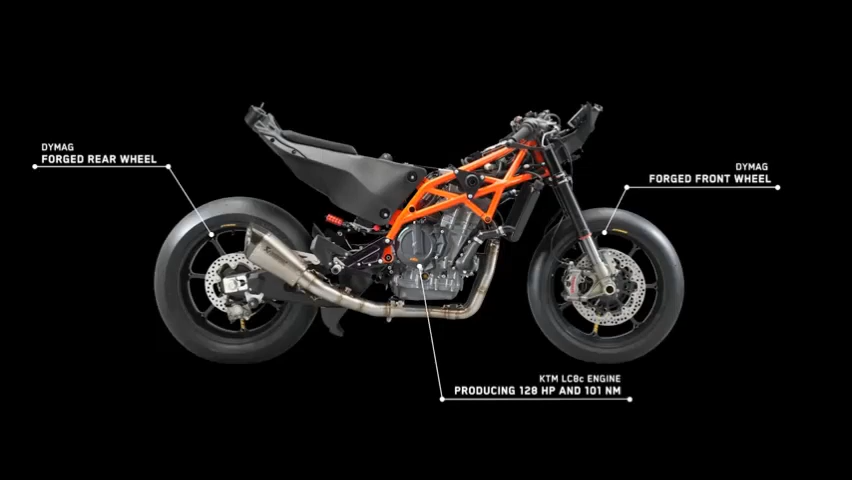 DYMAG
FORGED REAR WHEEL
DYMAG
FORGED FRONT WHEEL
KTM LC8c ENGINE
PRODUCING 128 HP AND 101 NM